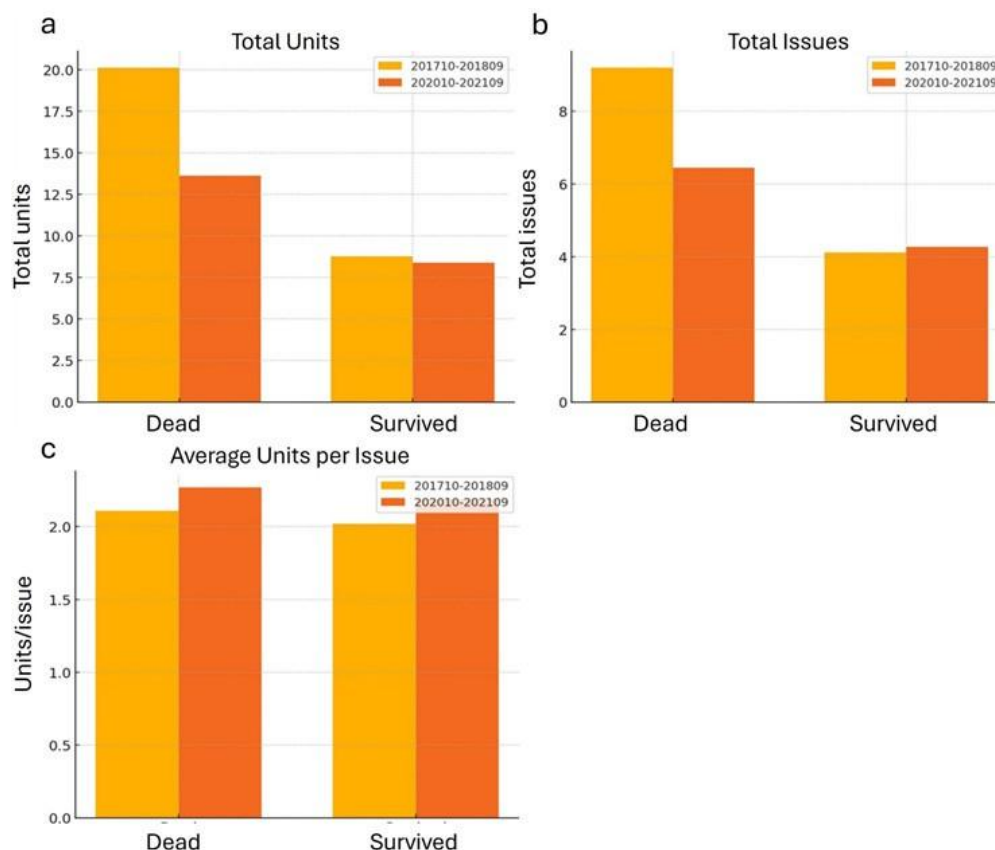 a
Total Units
201710-201809
202010-202109
20.0
17.5
15.0
12.5
10.0
7.5
5.0
2.5
0.0
Total units
Dead Survived
b
Total Issues
201710-201809
202010-202109
8
6
4
2
0
Total issues
Dead Survived
c
Average Units per Issue
201710-201809
202010-202109
2.0
1.5
1.0
0.5
0.0
Units/issue
Dead Survived